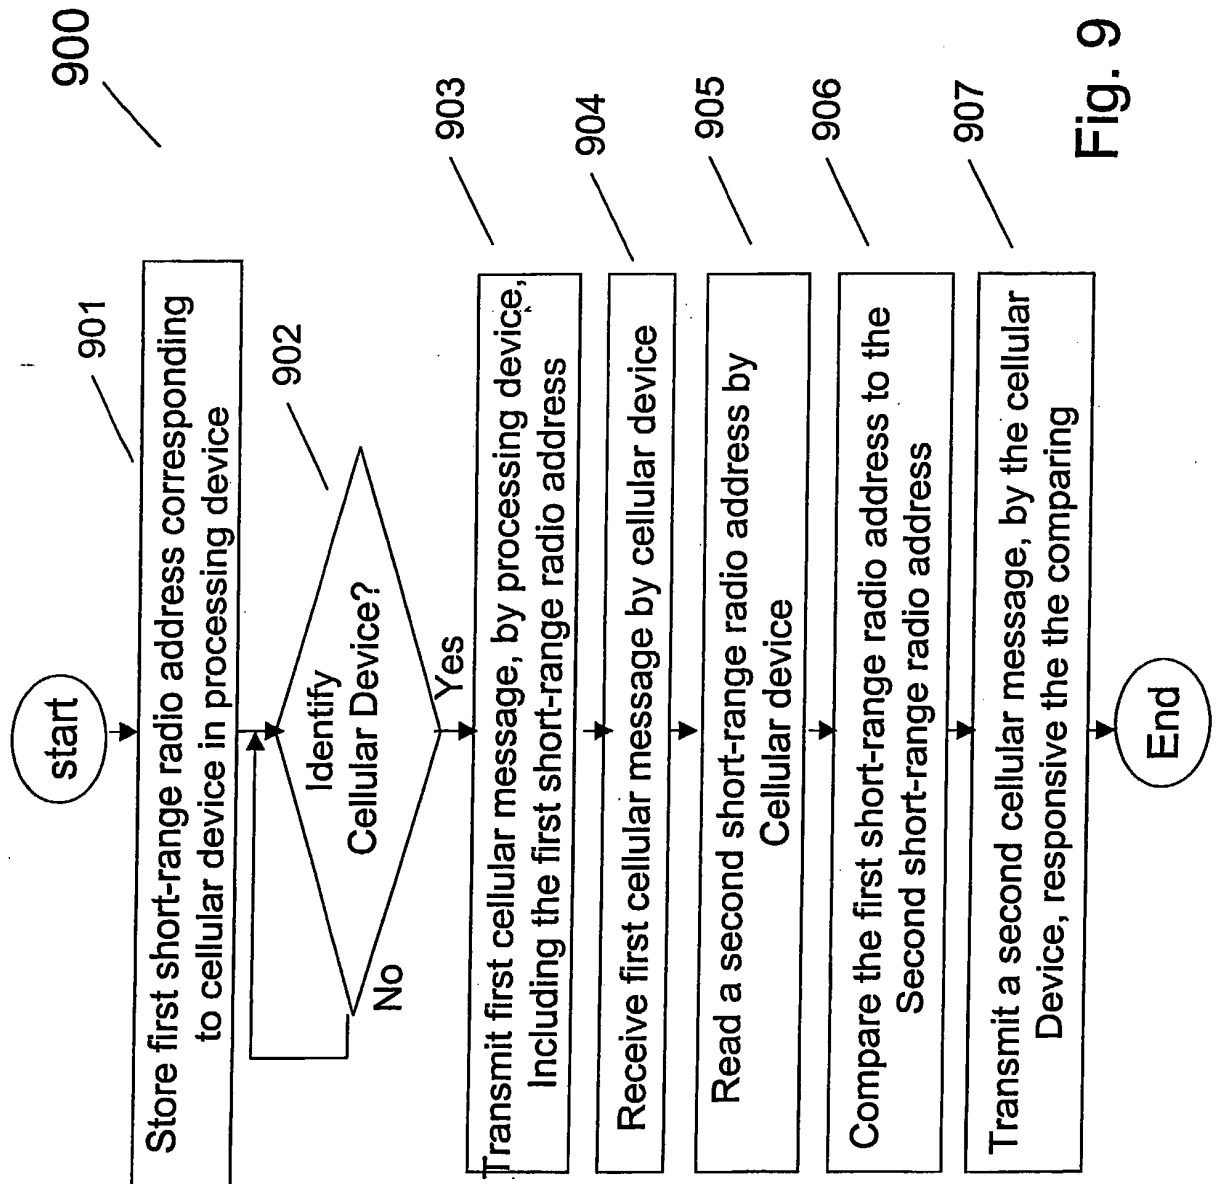 900
start
901
Store first short-range radio address corresponding
to cellular device in processing device
902
Identify
Cellular Device?
No
Yes
903
Transmit first cellular message, by processing device,
Including the first short-range radio address
904
Receive first cellular message by cellular device
905
Read a second short-range radio address by
Cellular device
906
Compare the first short-range radio address to the
Second short-range radio address
907
Transmit a second cellular message, by the cellular
Device, responsive the the comparing
End
Fig. 9